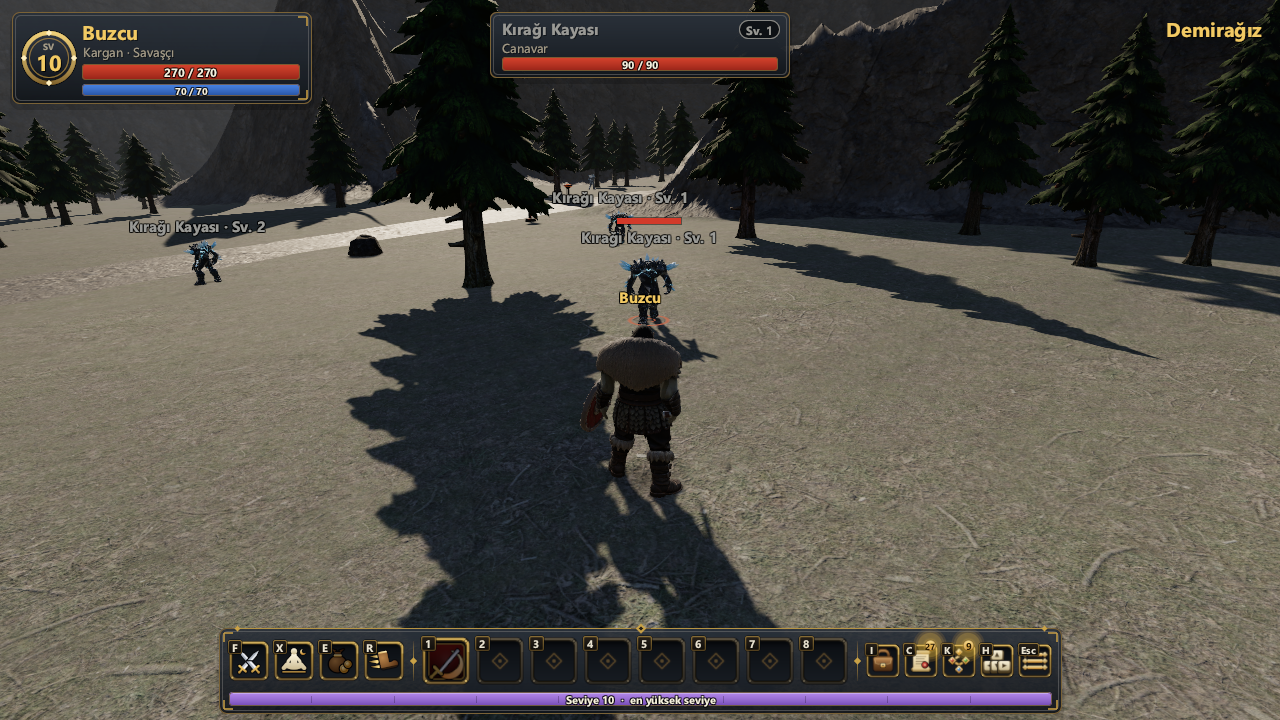 Buzcu
SV
10
Kargan · Savaşçı
270 / 270
70 / 70
Kırağı Kayası
Sv. 1
Canavar
90 / 90
Demirağız
Kırağı Kayası · Sv. 1
Kırağı Kayası · Sv. 2
Kırağı Kayası · Sv. 1
Buzcu
F X E R 1 2 3 4 5 6 7 8 I C 27 K 9 H Esc
Seviye 10 · en yüksek seviye